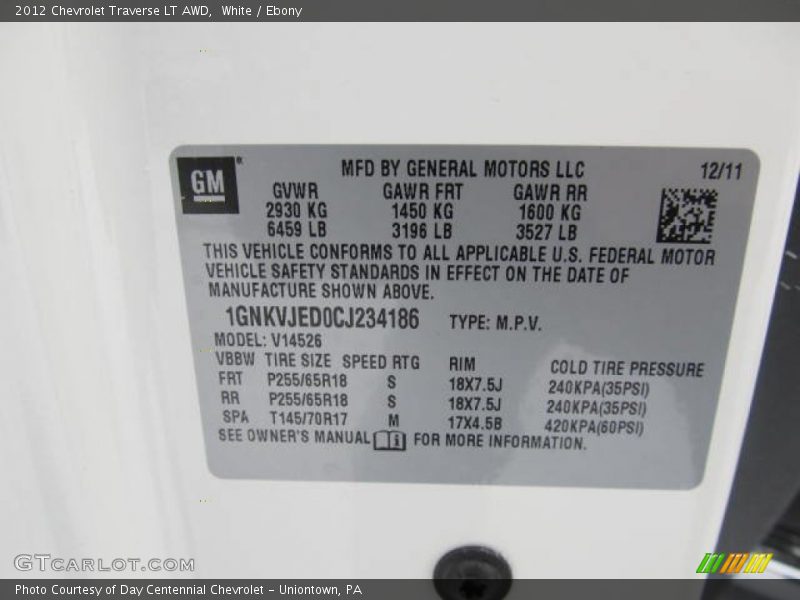 2012 Chevrolet Traverse LT AWD,  White / Ebony
GM
MFD BY GENERAL MOTORS LLC 12/11
GVWR GAWR FRT GAWR RR
2930 KG 1450 KG 1600 KG
6459 LB 3196 LB 3527 LB
THIS VEHICLE CONFORMS TO ALL APPLICABLE U.S. FEDERAL MOTOR
VEHICLE SAFETY STANDARDS IN EFFECT ON THE DATE OF
MANUFACTURE SHOWN ABOVE.
1GNKVJED0CJ234186 TYPE: M.P.V.
MODEL: V14526
VBBW TIRE SIZE SPEED RTG RIM COLD TIRE PRESSURE
FRT P255/65R18 S 18X7.5J 240KPA(35PSI)
RR P255/65R18 S 18X7.5J 240KPA(35PSI)
SPA T145/70R17 M 17X4.5B 420KPA(60PSI)
SEE OWNER'S MANUAL i FOR MORE INFORMATION.
GTCARLOT.COM
Photo Courtesy of Day Centennial Chevrolet – Uniontown, PA